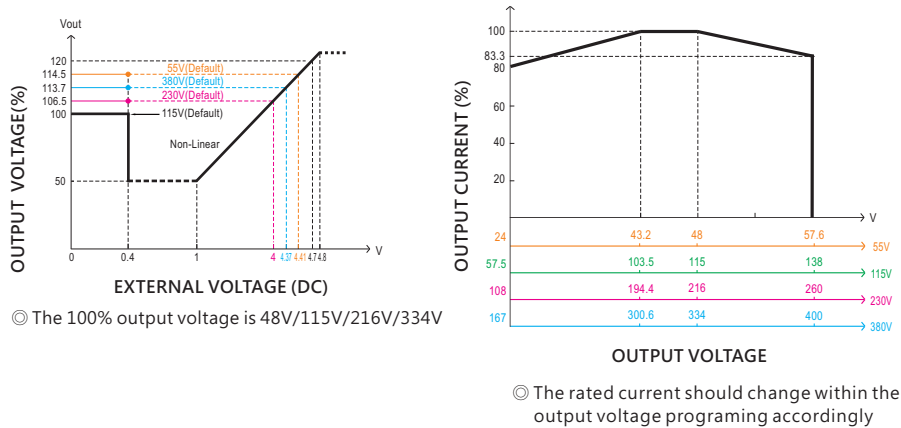 Vout
OUTPUT VOLTAGE(%)
120
114.5
113.7
106.5
100
50
55V(Default)
380V(Default)
230V(Default)
115V(Default)
Non-Linear
0
0.4
1
4
4.37
4.41
4.7
4.8
V
EXTERNAL VOLTAGE (DC)
◎ The 100% output voltage is 48V/115V/216V/334V
OUTPUT CURRENT (%)
100
83.3
80
60
40
20
V
24 43.2 48 57.6 55V
57.5 103.5 115 138 115V
108 194.4 216 260 230V
167 300.6 334 400 380V
OUTPUT VOLTAGE
◎ The rated current should change within the
output voltage programing accordingly